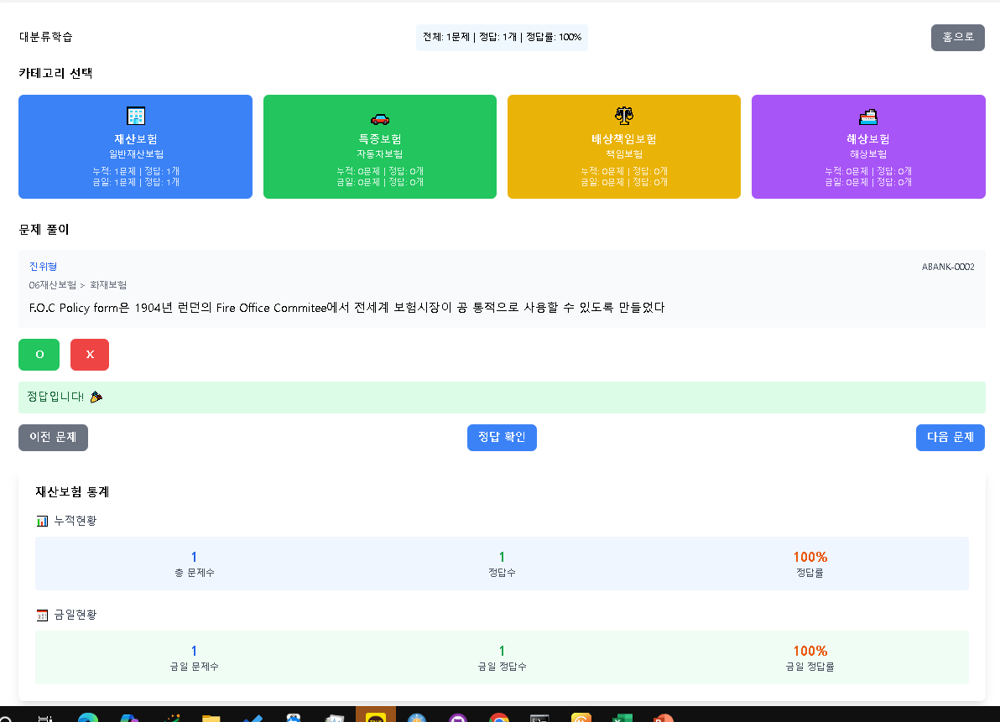 대분류학습
전체: 1문제 | 정답: 1개 | 정답률: 100%
홈으로
카테고리 선택
재산보험
일반재산보험
누적: 1문제 | 정답: 1개
금일: 1문제 | 정답: 1개
특종보험
자동차보험
누적: 0문제 | 정답: 0개
금일: 0문제 | 정답: 0개
배상책임보험
책임보험
누적: 0문제 | 정답: 0개
금일: 0문제 | 정답: 0개
해상보험
해상보험
누적: 0문제 | 정답: 0개
금일: 0문제 | 정답: 0개
문제 풀이
진위형
ABANK-0002
06재산보험 > 화재보험
F.O.C Policy form은 1904년 런던의 Fire Office Commitee에서 전세계 보험시장이 공 통적으로 사용할 수 있도록 만들었다
O
X
정답입니다!
이전 문제
정답 확인
다음 문제
재산보험 통계
누적현황
1
총 문제수
1
정답수
100%
정답률
금일현황
1
금일 문제수
1
금일 정답수
100%
금일 정답률